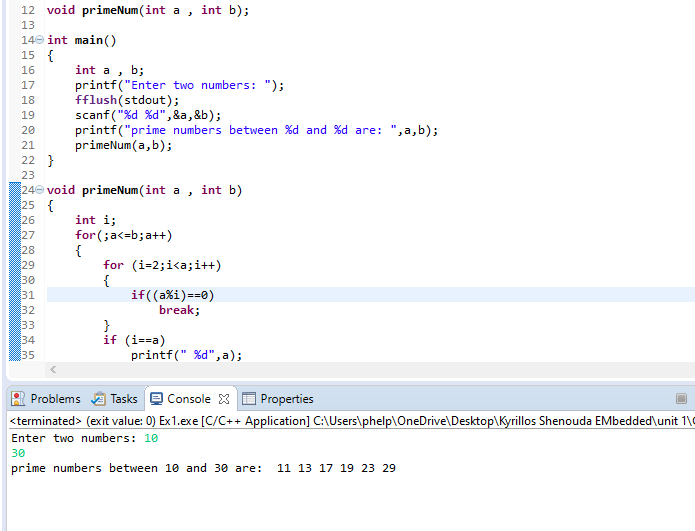 12 void primeNum(int a , int b);
13
14 int main()
15 {
16 int a , b;
17 printf("Enter two numbers: ");
18 fflush(stdout);
19 scanf("%d %d",&a,&b);
20 printf("prime numbers between %d and %d are: ",a,b);
21 primeNum(a,b);
22 }
23
24 void primeNum(int a , int b)
25 {
26 int i;
27 for(;a<=b;a++)
28 {
29 for (i=2;i<a;i++)
30 {
31 if((a%i)==0)
32 break;
33 }
34 if (i==a)
35 printf(" %d",a);
Problems Tasks Console Properties
<terminated> (exit value: 0) Ex1.exe [C/C++ Application] C:\Users\phelp\OneDrive\Desktop\Kyrillos Shenouda EMbedded\unit 1\
Enter two numbers: 10
30
prime numbers between 10 and 30 are:  11 13 17 19 23 29